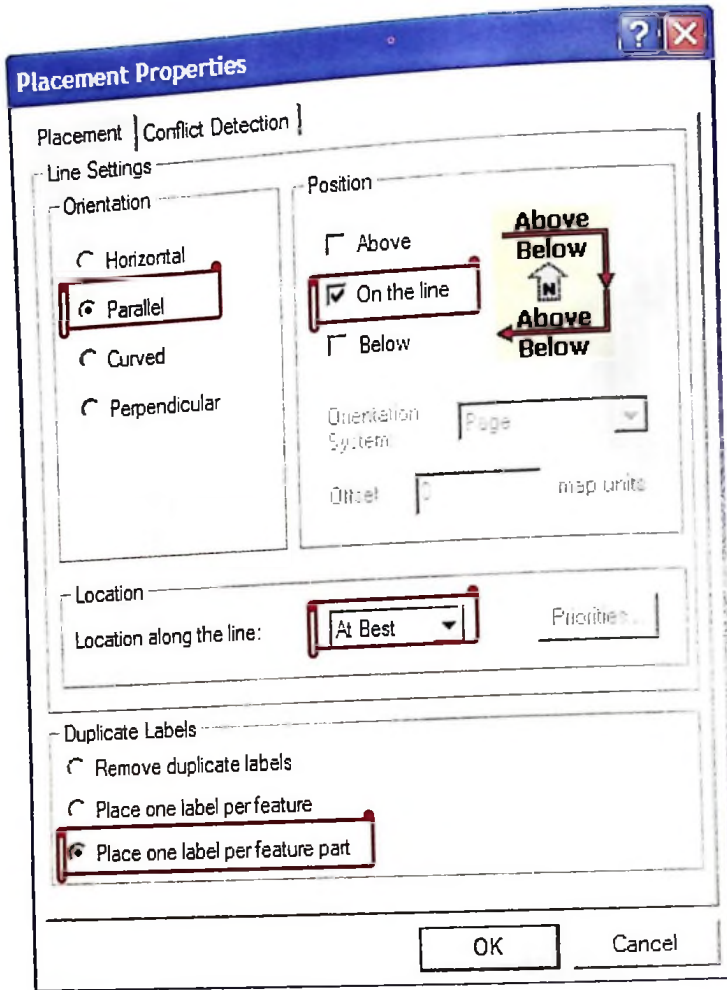 Placement Properties
Placement
Conflict Detection
Line Settings
Orientation
Horizontal
Parallel
Curved
Perpendicular
Position
Above
On the line
Below
Above
Below
N
Above
Below
Orientation
System:
Page
Offset
0
map units
Location
Location along the line:
At Best
Priorities...
Duplicate Labels
Remove duplicate labels
Place one label per feature
Place one label per feature part
OK
Cancel